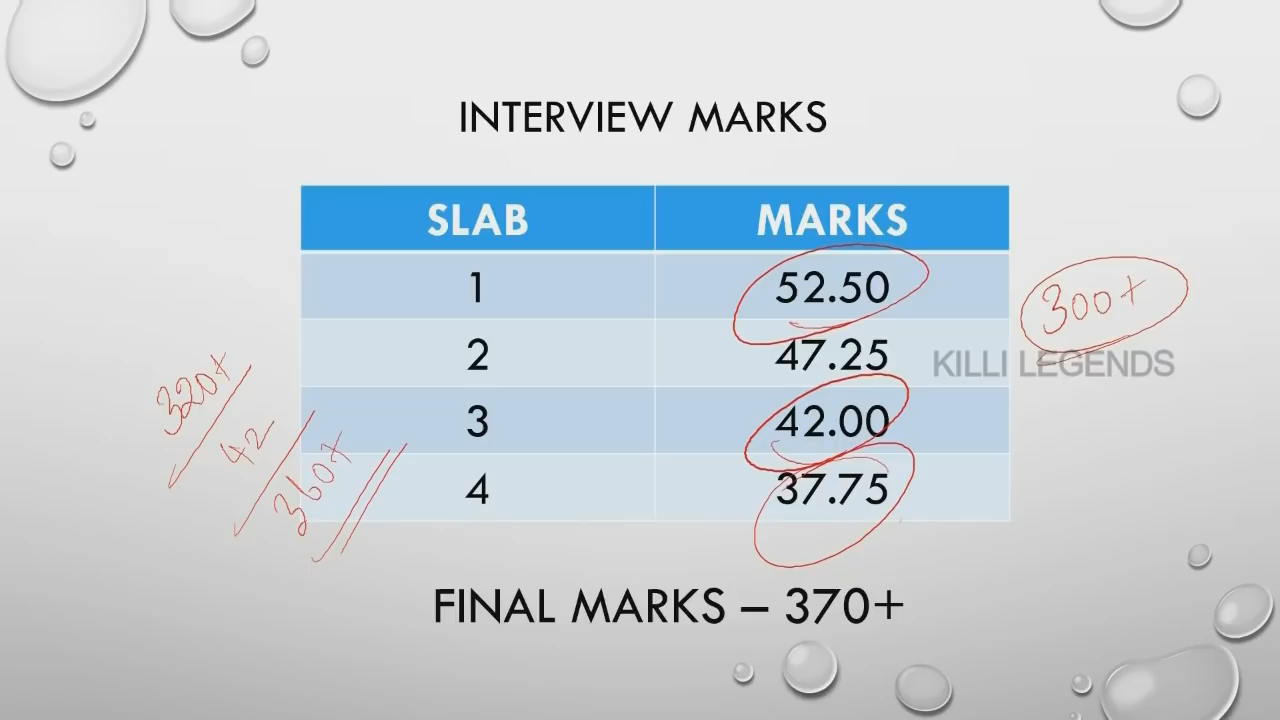 INTERVIEW MARKS
SLAB MARKS
1 52.50
300+
2 47.25
KILLI LEGENDS
3 42.00
4 37.75
320+
42
360+
FINAL MARKS – 370+